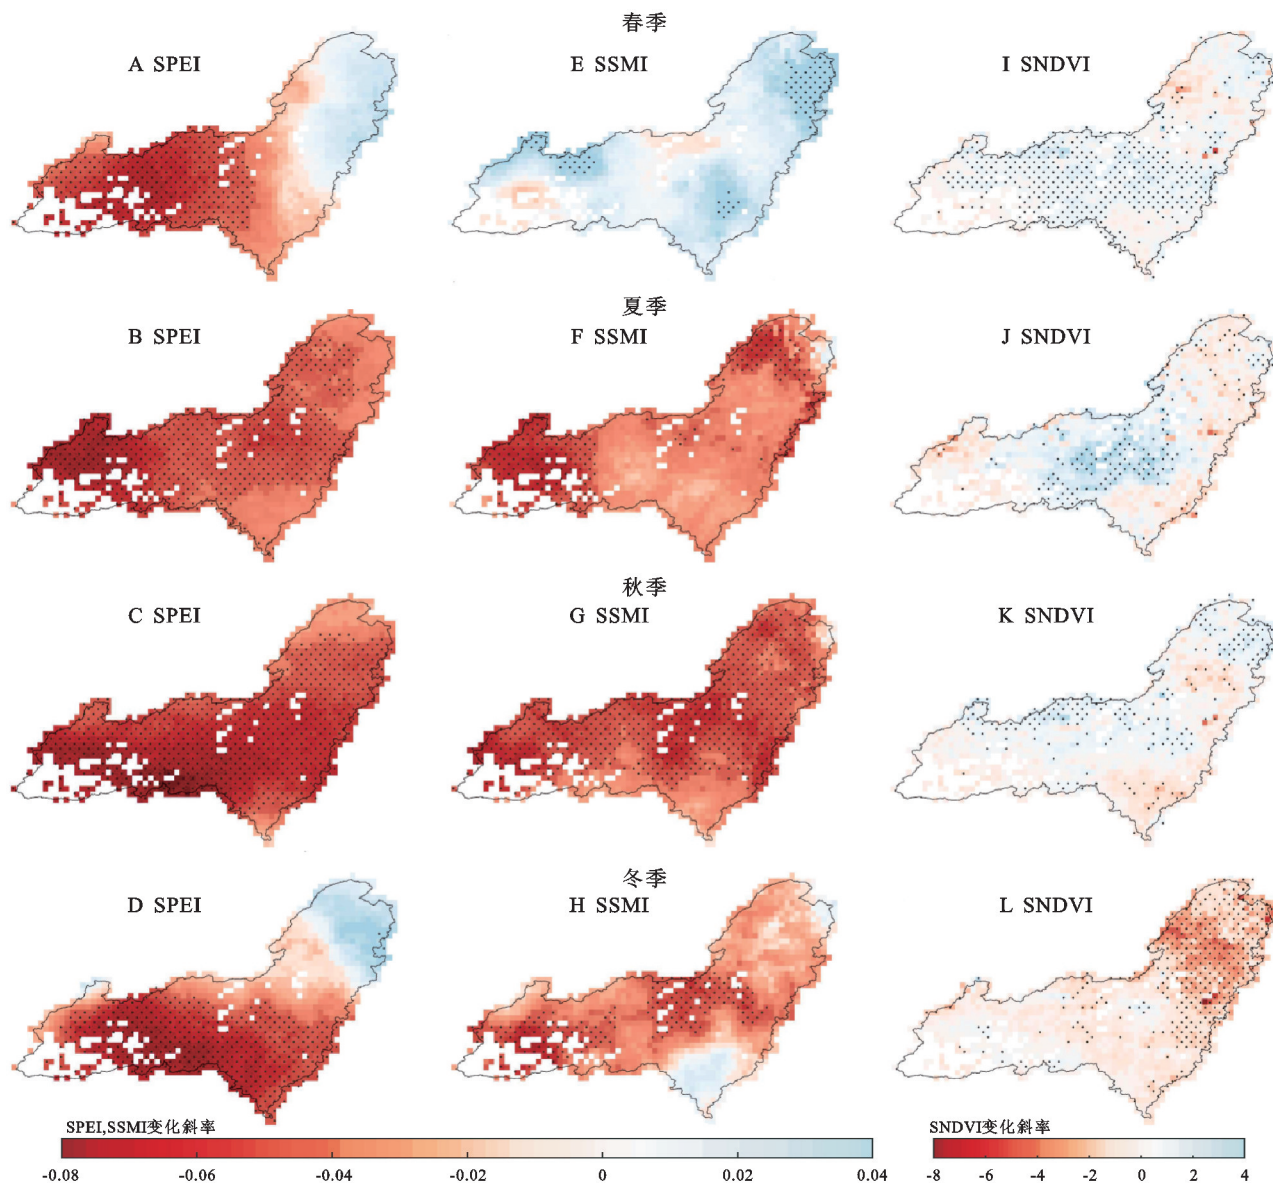 春季
A SPEI
E SSMI
I SNDVI
夏季
B SPEI
F SSMI
J SNDVI
秋季
C SPEI
G SSMI
K SNDVI
冬季
D SPEI
H SSMI
L SNDVI
SPEI,SSMI变化斜率
SNDVI变化斜率
-0.08 -0.06 -0.04 -0.02 0 0.02 0.04
-8 -6 -4 -2 0 2 4